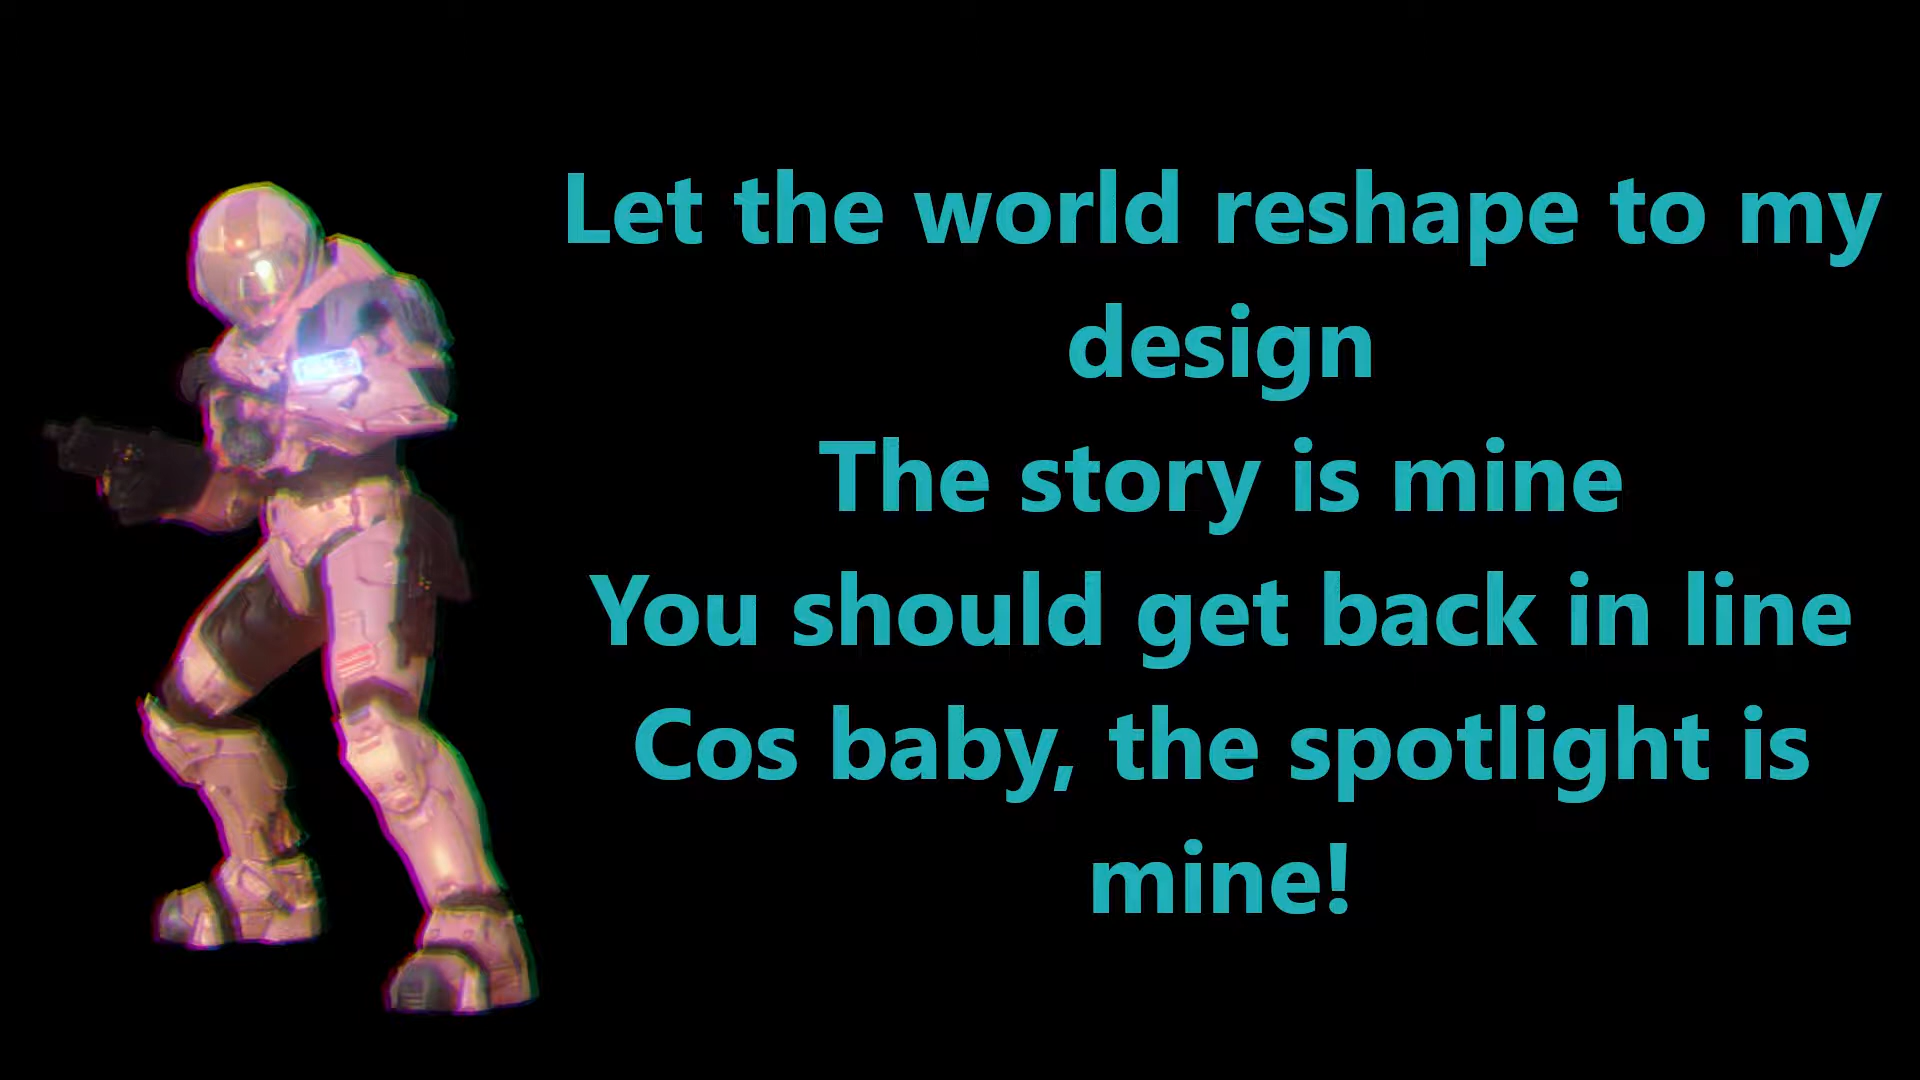 Let the world reshape to my
design
The story is mine
You should get back in line
Cos baby, the spotlight is
mine!